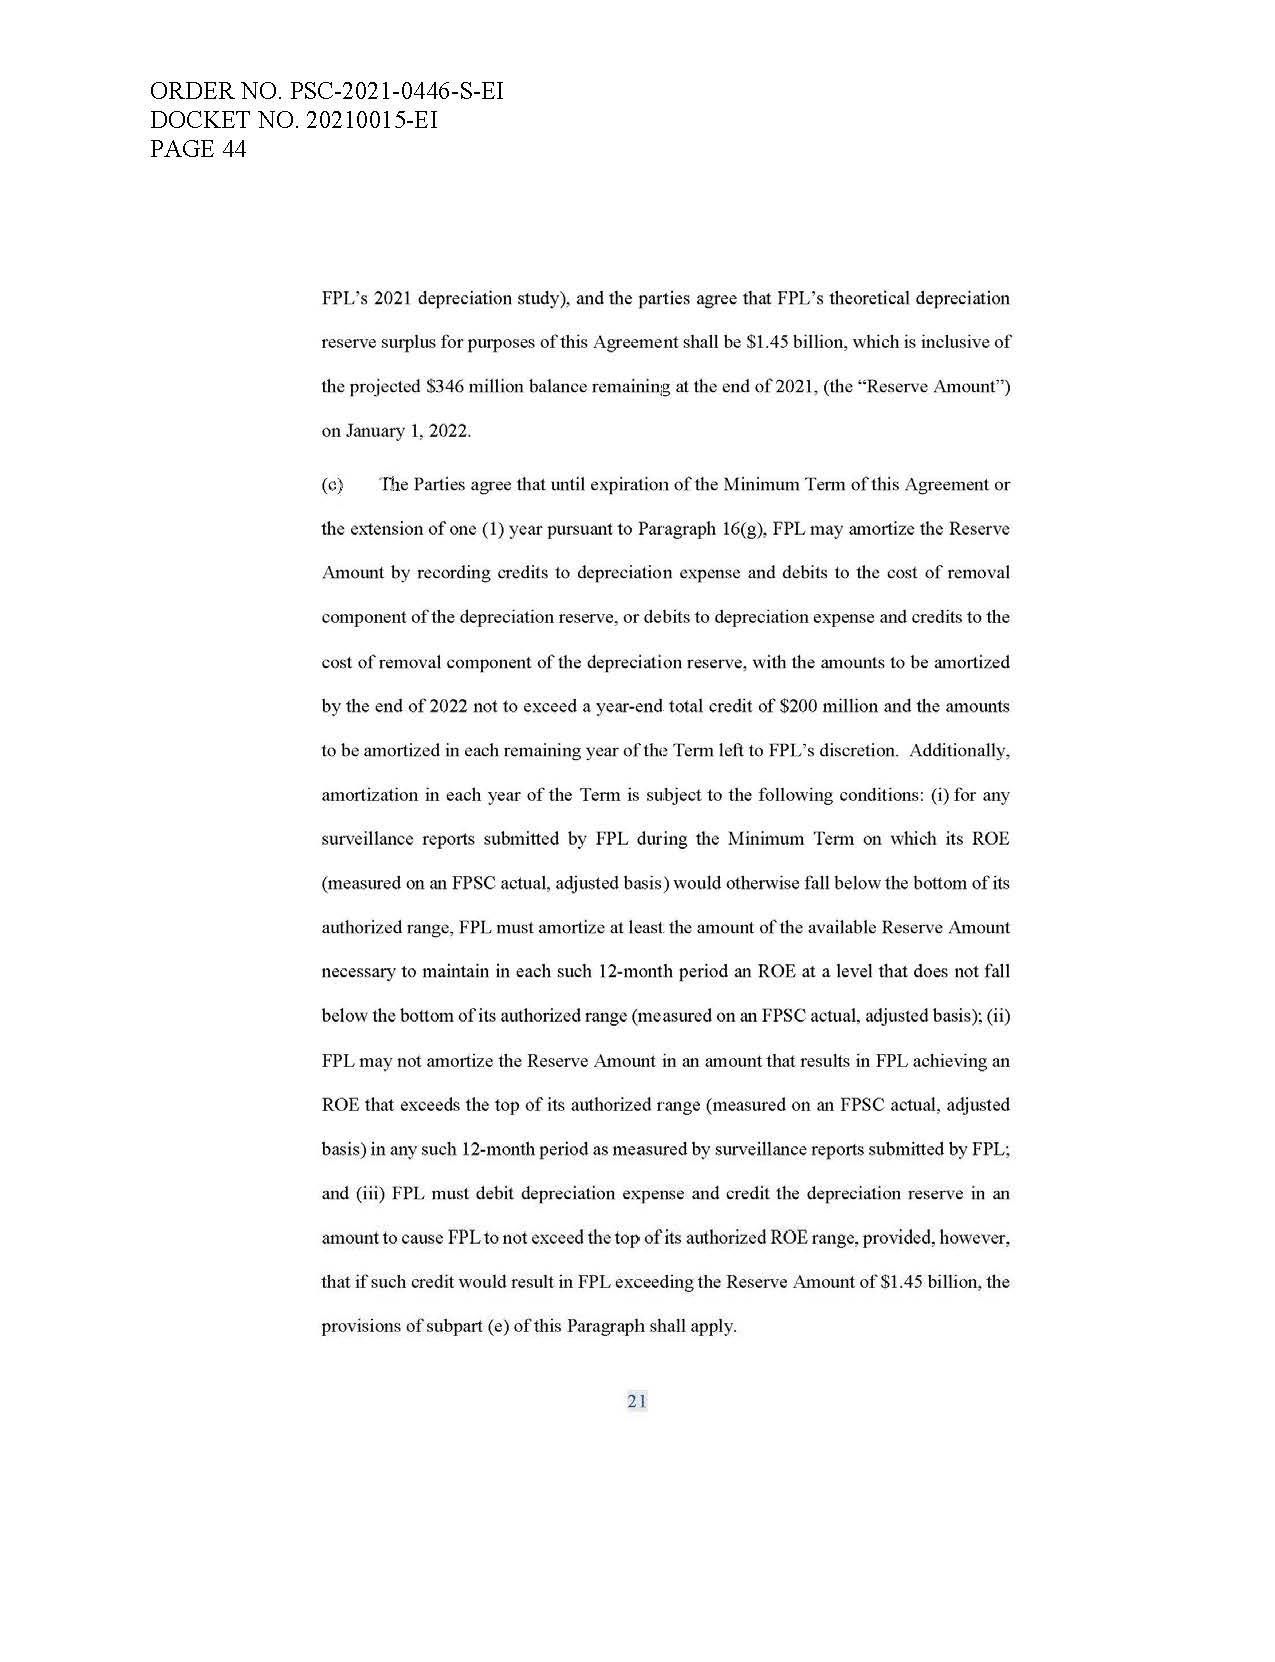 ORDER NO. PSC-2021-0446-S-EI
DOCKET NO. 20210015-EI
PAGE 44
FPL’s 2021 depreciation study), and the parties agree that FPL’s theoretical depreciation
reserve surplus for purposes of this Agreement shall be $1.45 billion, which is inclusive of
the projected $346 million balance remaining at the end of 2021, (the “Reserve Amount”)
on January 1, 2022.
(c) The Parties agree that until expiration of the Minimum Term of this Agreement or
the extension of one (1) year pursuant to Paragraph 16(g), FPL may amortize the Reserve
Amount by recording credits to depreciation expense and debits to the cost of removal
component of the depreciation reserve, or debits to depreciation expense and credits to the
cost of removal component of the depreciation reserve, with the amounts to be amortized
by the end of 2022 not to exceed a year-end total credit of $200 million and the amounts
to be amortized in each remaining year of the Term left to FPL’s discretion. Additionally,
amortization in each year of the Term is subject to the following conditions: (i) for any
surveillance reports submitted by FPL during the Minimum Term on which its ROE
(measured on an FPSC actual, adjusted basis) would otherwise fall below the bottom of its
authorized range, FPL must amortize at least the amount of the available Reserve Amount
necessary to maintain in each such 12-month period an ROE at a level that does not fall
below the bottom of its authorized range (measured on an FPSC actual, adjusted basis); (ii)
FPL may not amortize the Reserve Amount in an amount that results in FPL achieving an
ROE that exceeds the top of its authorized range (measured on an FPSC actual, adjusted
basis) in any such 12-month period as measured by surveillance reports submitted by FPL;
and (iii) FPL must debit depreciation expense and credit the depreciation reserve in an
amount to cause FPL to not exceed the top of its authorized ROE range, provided, however,
that if such credit would result in FPL exceeding the Reserve Amount of $1.45 billion, the
provisions of subpart (e) of this Paragraph shall apply.
21